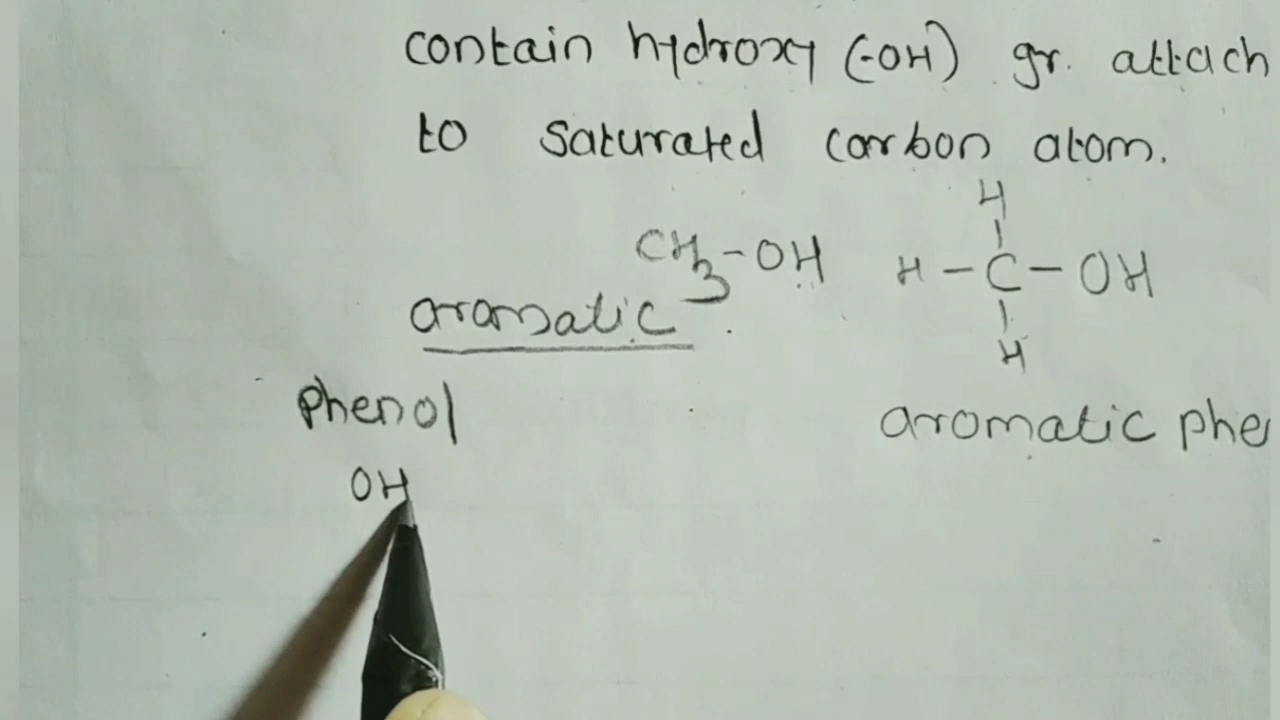 contain hydroxy (-OH) gr. attach
to saturated carbon atom.
CH3-OH
H
H-C-OH
H
aromatic
phenol
aromatic phe
OH